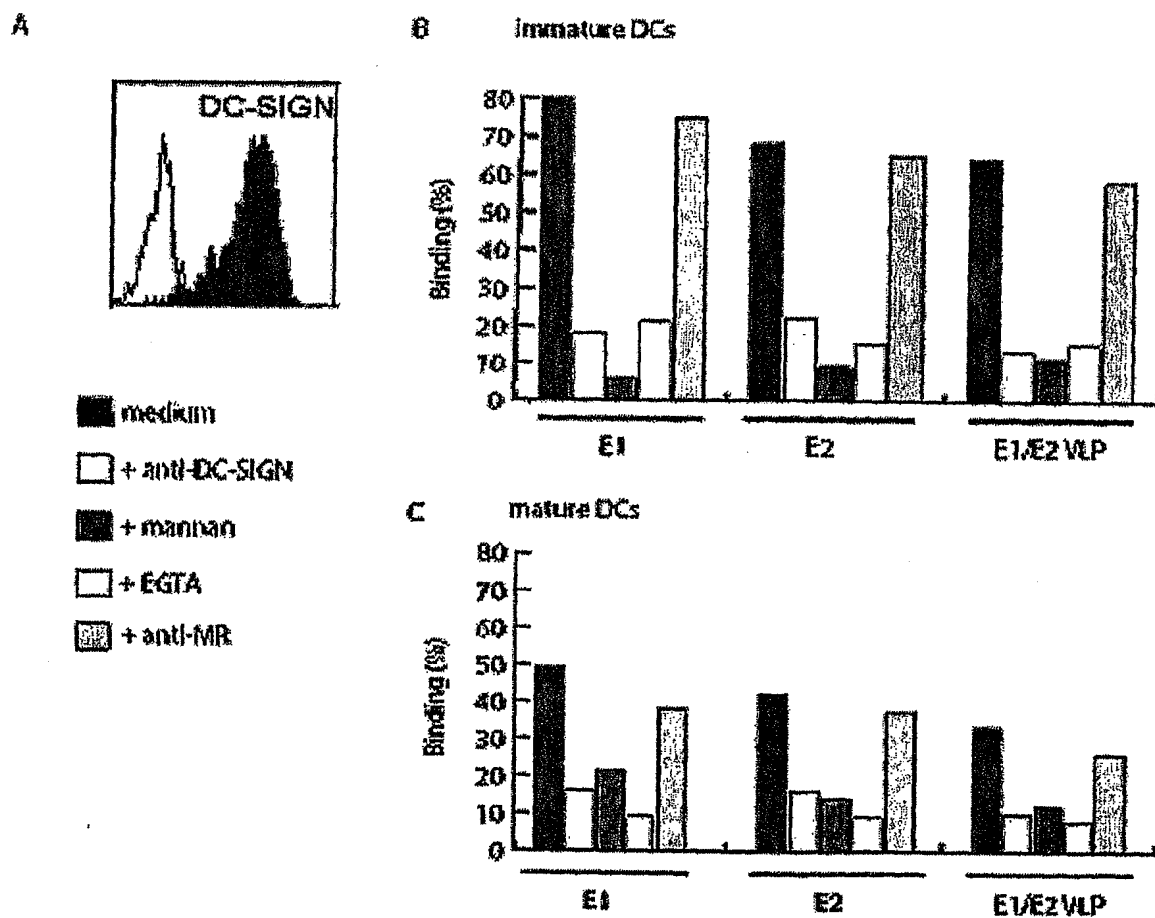 A
DC-SIGN
medium
+ anti-DC-SIGN
+ mannan
+ EGTA
+ anti-MR
B immature DCs
Binding (%)
80
70
60
50
40
30
20
10
0
E1 E2 E1/E2 VLP
C mature DCs
Binding (%)
80
70
60
50
40
30
20
10
0
E1 E2 E1/E2 VLP